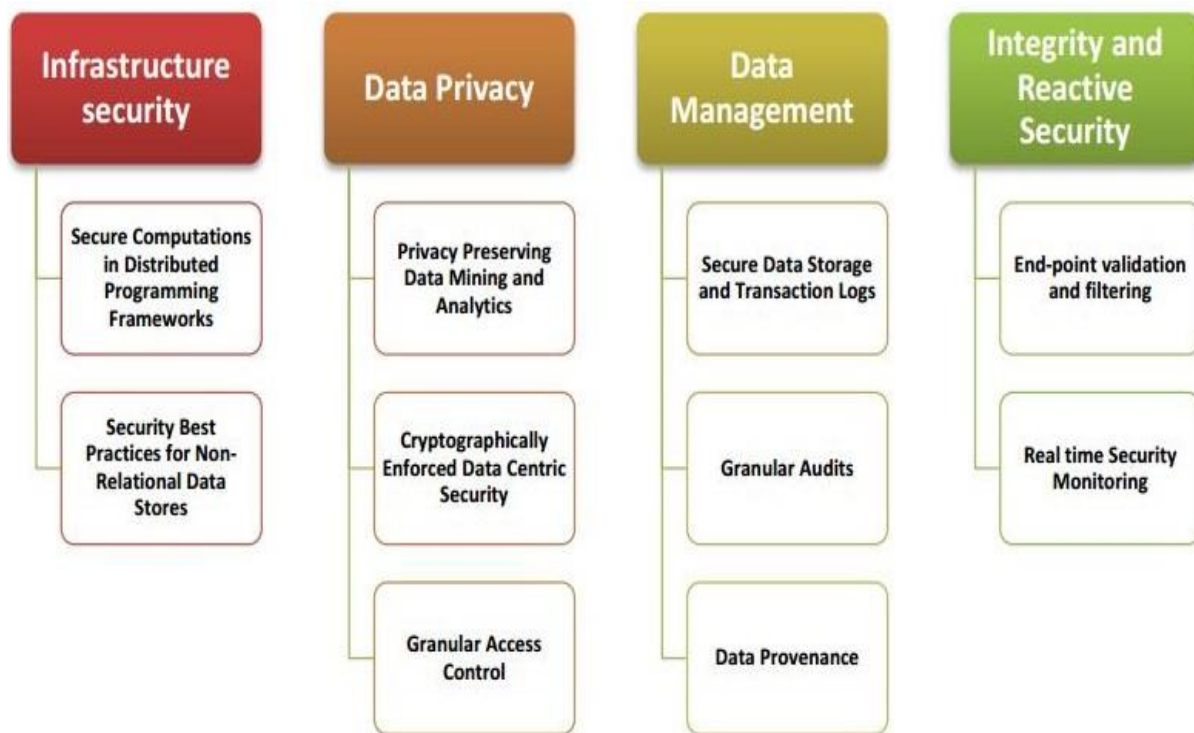 Infrastructure
security
Secure Computations
in Distributed
Programming
Frameworks
Security Best
Practices for Non-
Relational Data
Stores
Data Privacy
Privacy Preserving
Data Mining and
Analytics
Cryptographically
Enforced Data Centric
Security
Granular Access
Control
Data
Management
Secure Data Storage
and Transaction Logs
Granular Audits
Data Provenance
Integrity and
Reactive
Security
End-point validation
and filtering
Real time Security
Monitoring